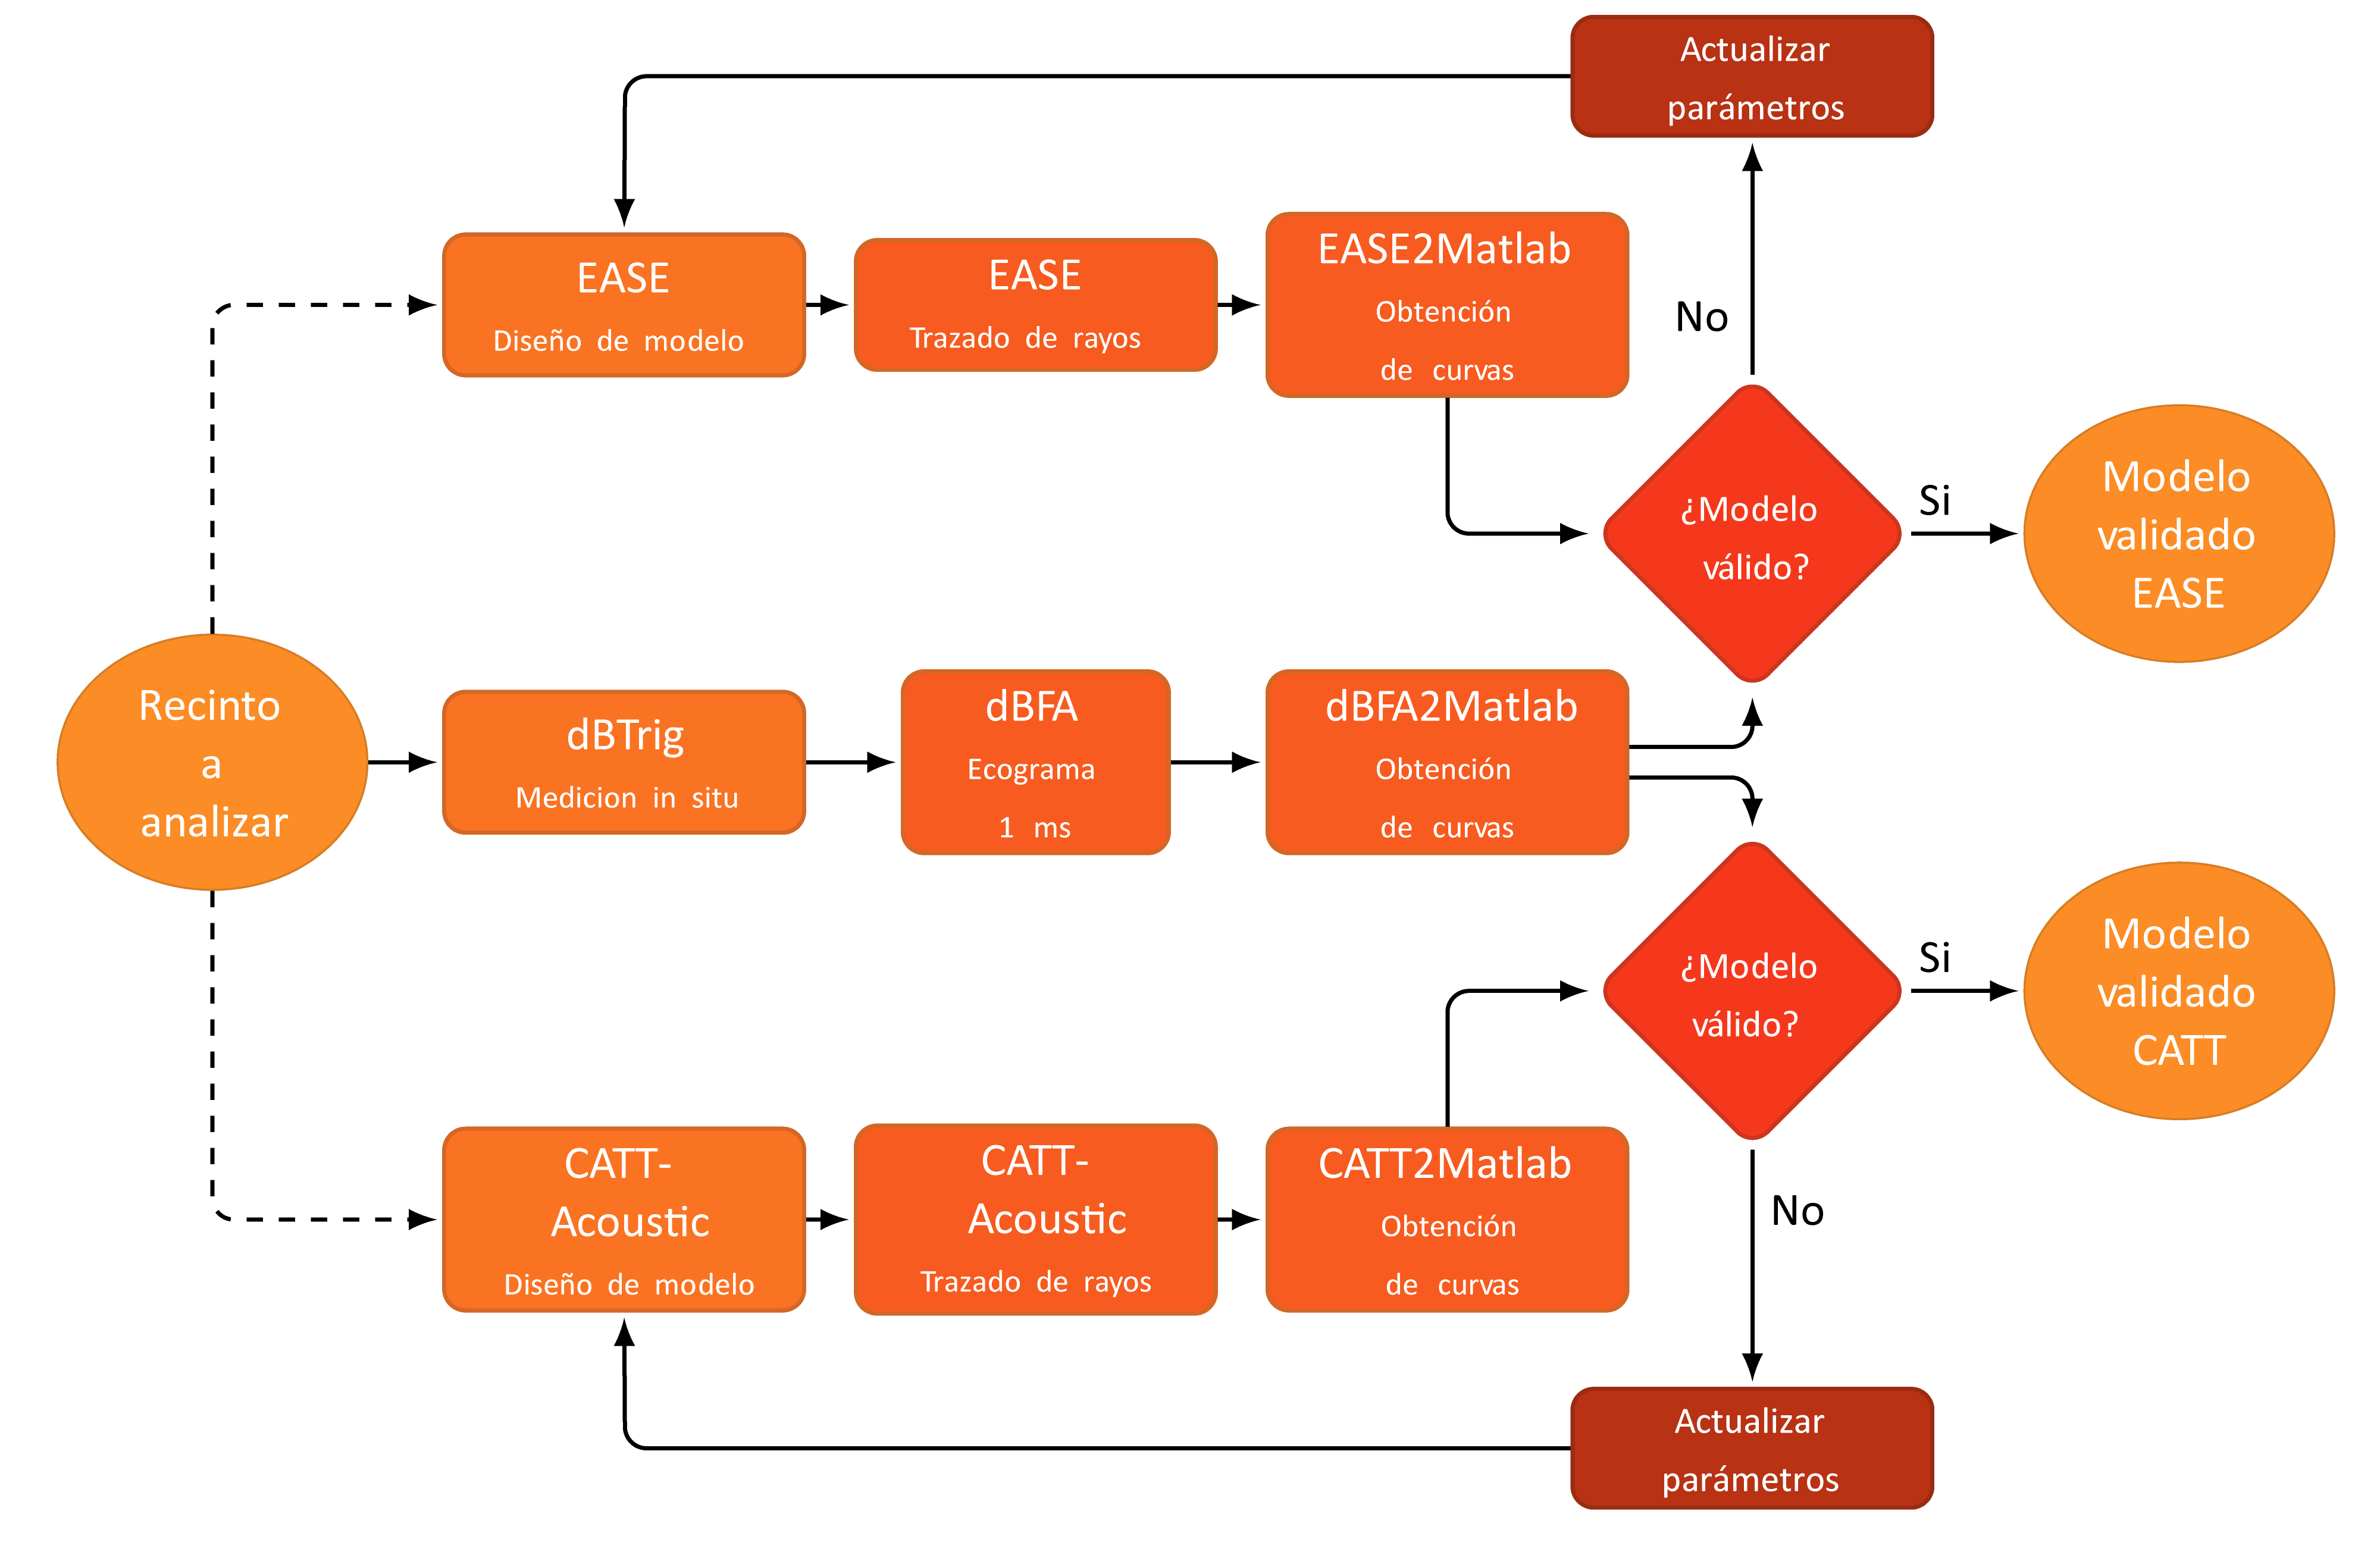 Actualizar
parámetros
EASE
Diseño de modelo
EASE
Trazado de rayos
EASE2Matlab
Obtención
de curvas
No
¿Modelo
válido?
Si
Modelo
validado
EASE
Recinto
a
analizar
dBTrig
Medicion in situ
dBFA
Ecograma
1 ms
dBFA2Matlab
Obtención
de curvas
¿Modelo
válido?
Si
Modelo
validado
CATT
CATT-
Acoustic
Diseño de modelo
CATT-
Acoustic
Trazado de rayos
CATT2Matlab
Obtención
de curvas
No
Actualizar
parámetros